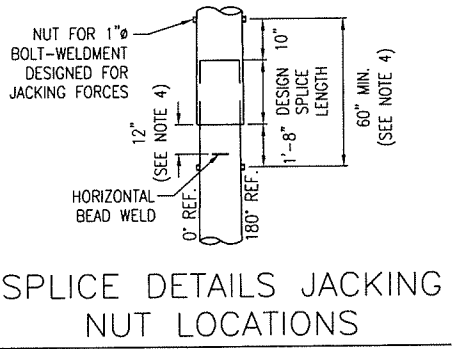 NUT FOR 1"ø
BOLT-WELDMENT
DESIGNED FOR
JACKING FORCES
12"
(SEE NOTE 4)
HORIZONTAL
BEAD WELD
0° REF.
180° REF.
10"
DESIGN
SPLICE
LENGTH
1'-8"
60" MIN.
(SEE NOTE 4)
SPLICE DETAILS JACKING
NUT LOCATIONS